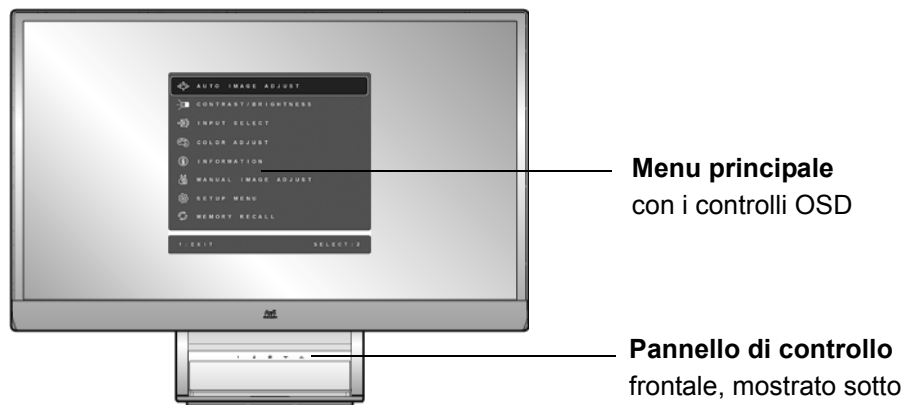 AUTO IMAGE ADJUST
CONTRAST/BRIGHTNESS
INPUT SELECT
COLOR ADJUST
INFORMATION
MANUAL IMAGE ADJUST
SETUP MENU
MEMORY RECALL
1:EXIT SELECT:2
Menu principale
con i controlli OSD
Pannello di controllo
frontale, mostrato sotto